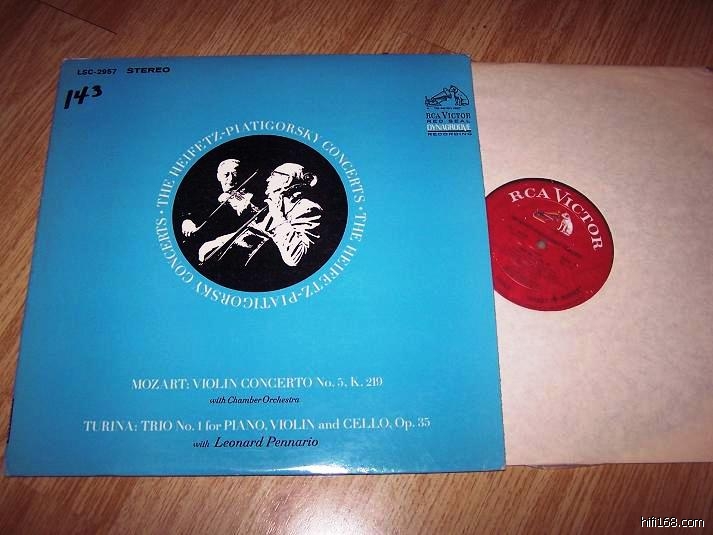 LSC-2957 STEREO
143
RCA VICTOR
RED SEAL
DYNAGROOVE
RECORDING
THE HEIFETZ-PIATIGORSKY CONCERTS · THE HEIFETZ-PIATIGORSKY CONCERTS ·
MOZART: VIOLIN CONCERTO No. 5, K. 219
with Chamber Orchestra
TURINA: TRIO No. 1 for PIANO, VIOLIN and CELLO, Op. 35
with Leonard Pennario
RCA VICTOR
hifi168.com